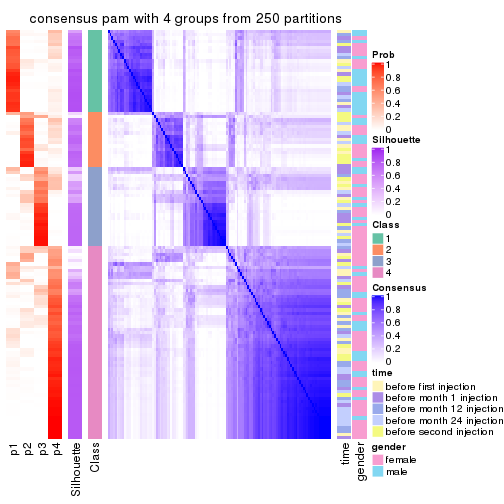 consensus pam with 4 groups from 250 partitions
Prob
1
0.8
0.6
0.4
0.2
0
Silhouette
1
0.8
0.6
0.4
0.2
0
Class
1
2
3
4
Consensus
1
0.8
0.6
0.4
0.2
0
time
before first injection
before month 1 injection
before month 12 injection
before month 24 injection
before second injection
gender
female
male
p1
p2
p3
p4
Silhouette
Class
time
gender